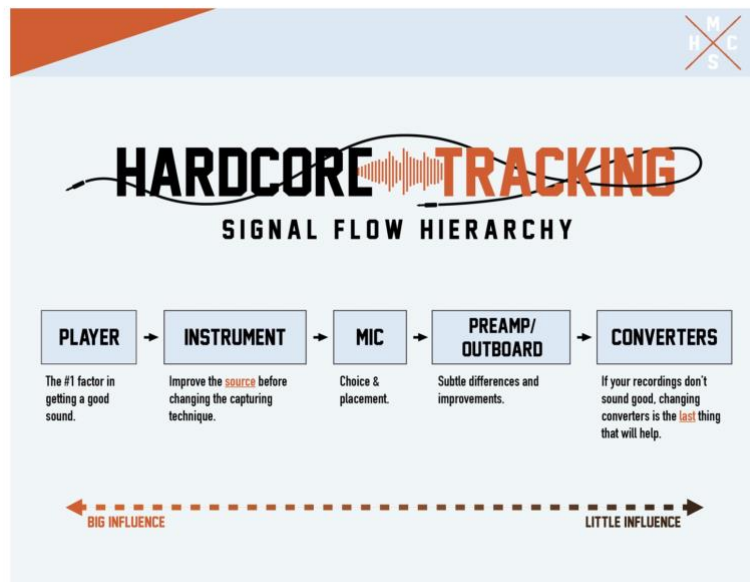 M
H C
S
HARDCORE TRACKING
SIGNAL FLOW HIERARCHY
PLAYER
The #1 factor in
getting a good
sound.
INSTRUMENT
Improve the source before
changing the capturing
technique.
MIC
Choice &
placement.
PREAMP/
OUTBOARD
Subtle differences and
improvements.
CONVERTERS
If your recordings don't
sound good, changing
converters is the last thing
that will help.
BIG INFLUENCE
LITTLE INFLUENCE